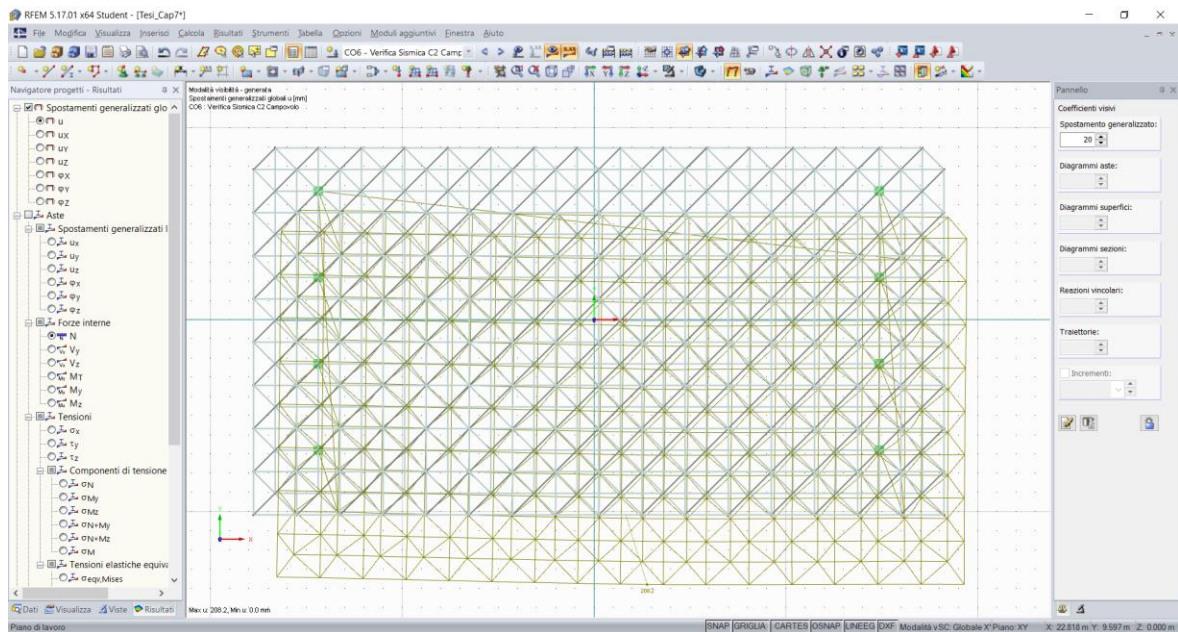 RFEM 5.17.01 x64 Student - [Tesi_Cap7*]
File Modifica Visualizza Inserisci Calcola Risultati Strumenti Tabella Opzioni Moduli aggiuntivi Finestra Aiuto
CO6 - Verifica Sismica C2 Camp
Navigatore progetti - Risultati
Spostamenti generalizzati glo
u
uX
uY
uZ
φX
φY
φZ
Aste
Spostamenti generalizzati l
ux
uy
uz
φx
φy
φz
Forze interne
N
Vy
Vz
MT
My
Mz
Tensioni
σx
τy
τz
Componenti di tensione
σN
σMy
σMz
σN+My
σN+Mz
σM
Tensioni elastiche equiva
σeqv,Mises
Dati Visualizza Viste Risultati
Modalità visibilità - generata
Spostamenti generalizzati global u [mm]
CO6 : Verifica Sismica C2 Campovolo
X
208.2
Max u: 208.2, Min u: 0.0 mm
Pannello
Coefficienti visivi
Spostamento generalizzato:
20
Diagrammi aste:
Diagrammi superfici:
Diagrammi sezioni:
Reazioni vincolari:
Traiettorie:
Incrementi:
Piano di lavoro
SNAP GRIGLIA CARTES OSNAP LINEEG DXF Modalità v SC: Globale X' Piano: XY X: 22.818 m Y: 9.597 m Z: 0.000 m